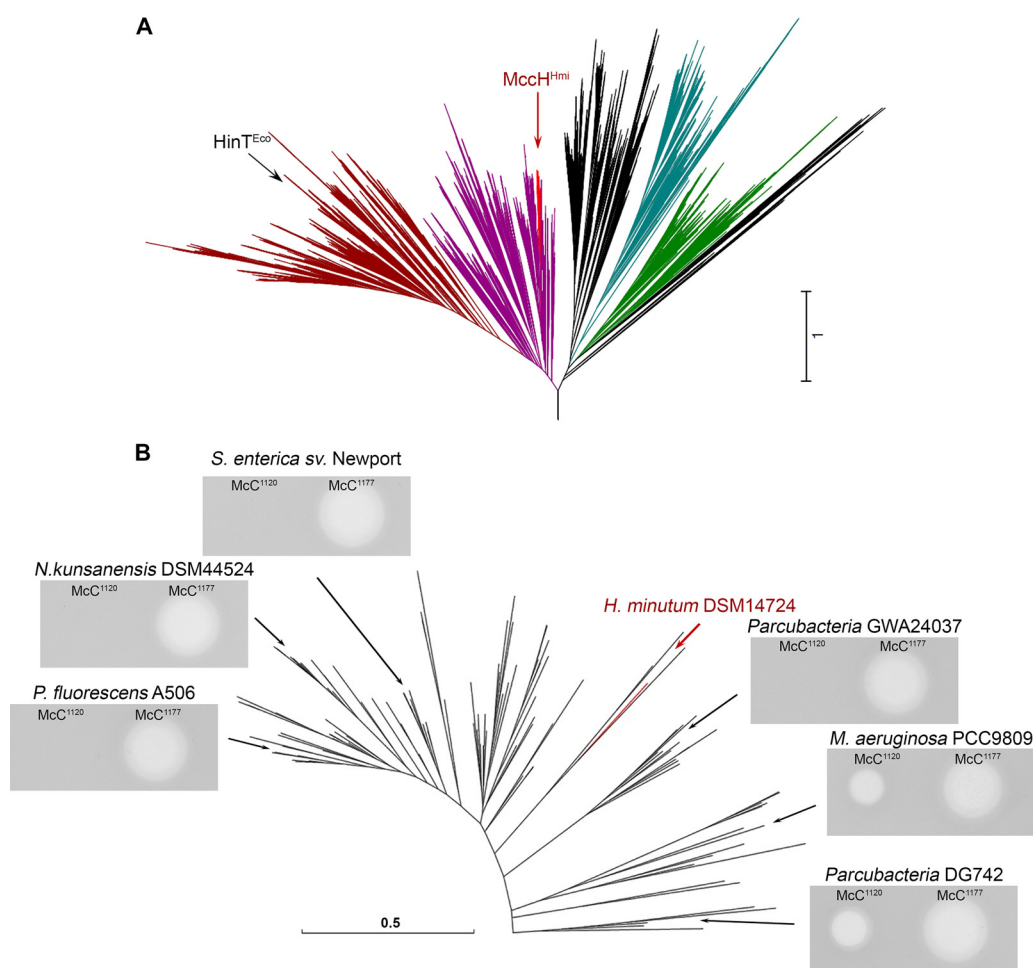 A
MccH^Hmi
HinT^Eco
1
B
S. enterica sv. Newport
McC^1120 McC^1177
N.kunsanensis DSM44524
McC^1120 McC^1177
H. minutum DSM14724
Parcubacteria GWA24037
McC^1120 McC^1177
P. fluorescens A506
McC^1120 McC^1177
M. aeruginosa PCC9809
McC^1120 McC^1177
Parcubacteria DG742
McC^1120 McC^1177
0.5